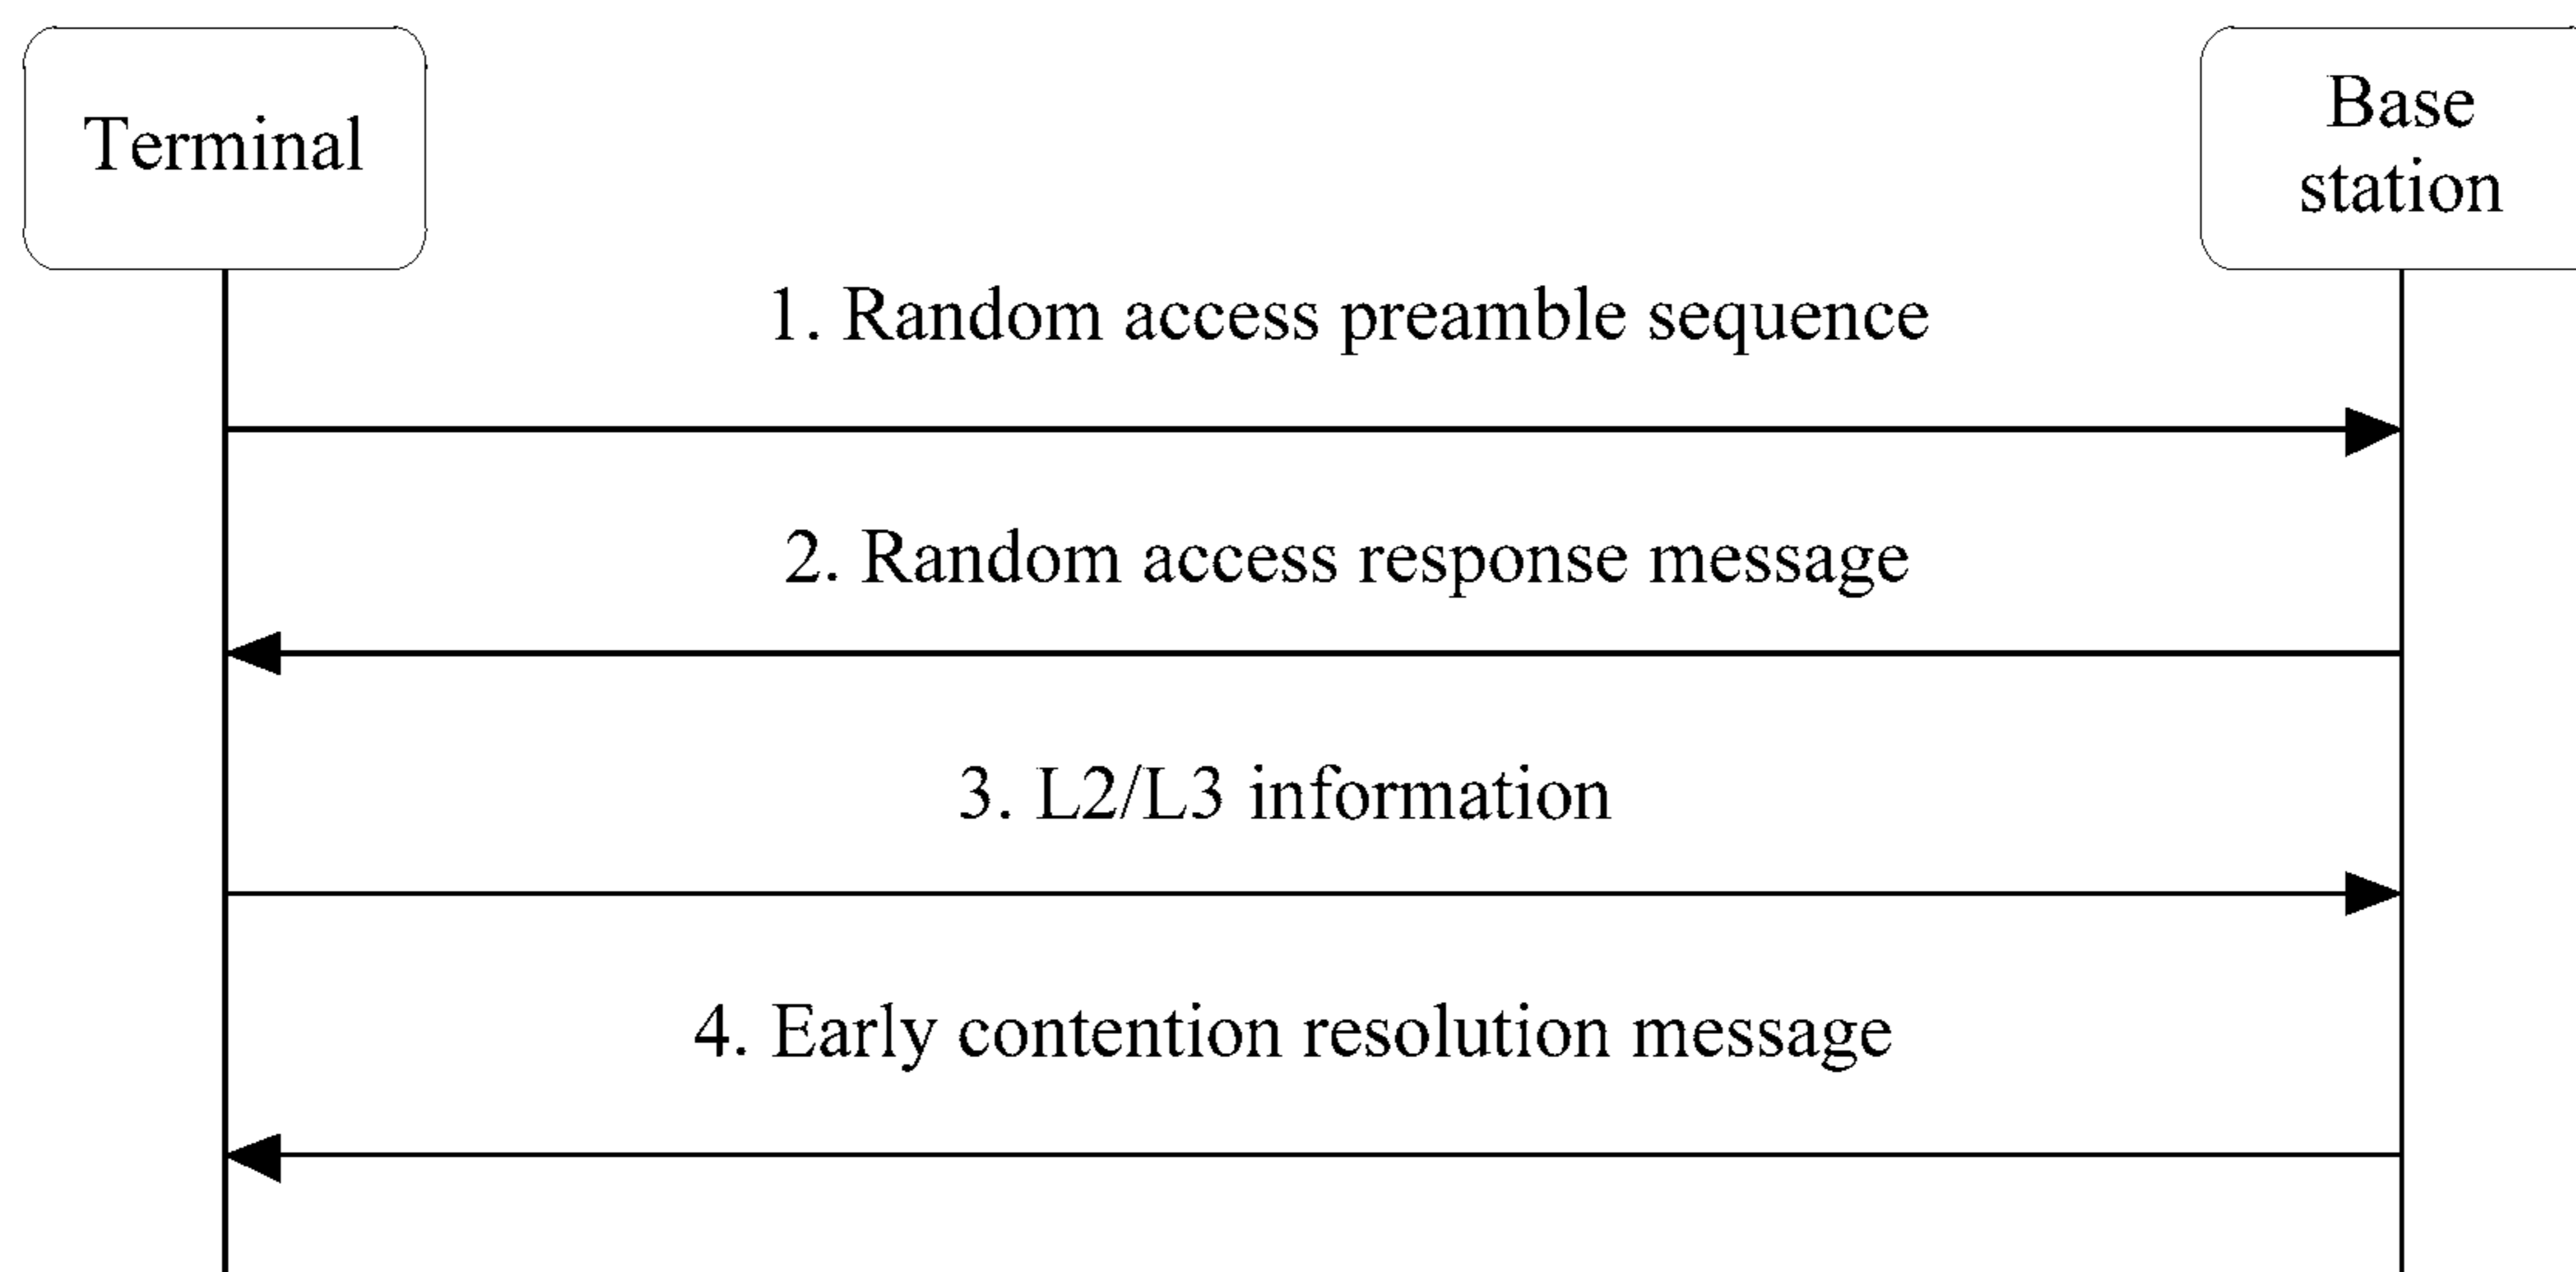 Terminal
Base
station
1. Random access preamble sequence
2. Random access response message
3. L2/L3 information
4. Early contention resolution message